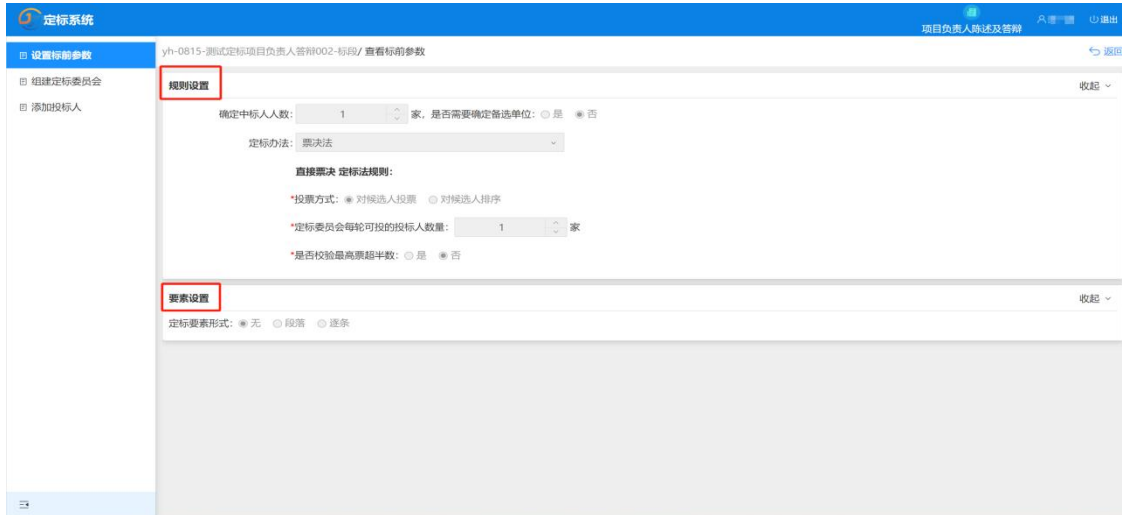 定标系统
项目负责人陈述及答辩
退出
设置标前参数
组建定标委员会
添加投标人
yh-0815-测试定标项目负责人答辩002-标段/ 查看标前参数
返回
规则设置
收起
确定中标人人数: 1 家, 是否需要确定备选单位: 是 否
定标办法: 票决法
直接票决 定标法规则:
*投票方式: 对候选人投票 对候选人排序
*定标委员会每轮可投的投标人数量: 1 家
*是否校验最高票超半数: 是 否
要素设置
收起
定标要素形式: 无 段落 逐条